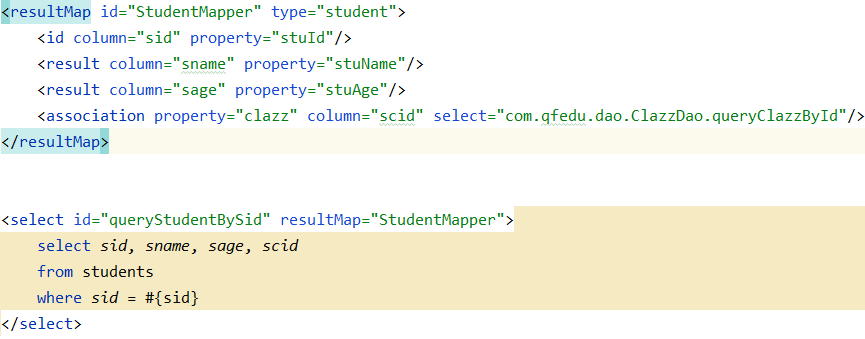 <resultMap id="StudentMapper" type="student">
    <id column="sid" property="stuId"/>
    <result column="sname" property="stuName"/>
    <result column="sage" property="stuAge"/>
    <association property="clazz" column="scid" select="com.qfedu.dao.ClazzDao.queryClazzById"/>
</resultMap>
<select id="queryStudentBySid" resultMap="StudentMapper">
    select sid, sname, sage, scid
    from students
    where sid = #{sid}
</select>